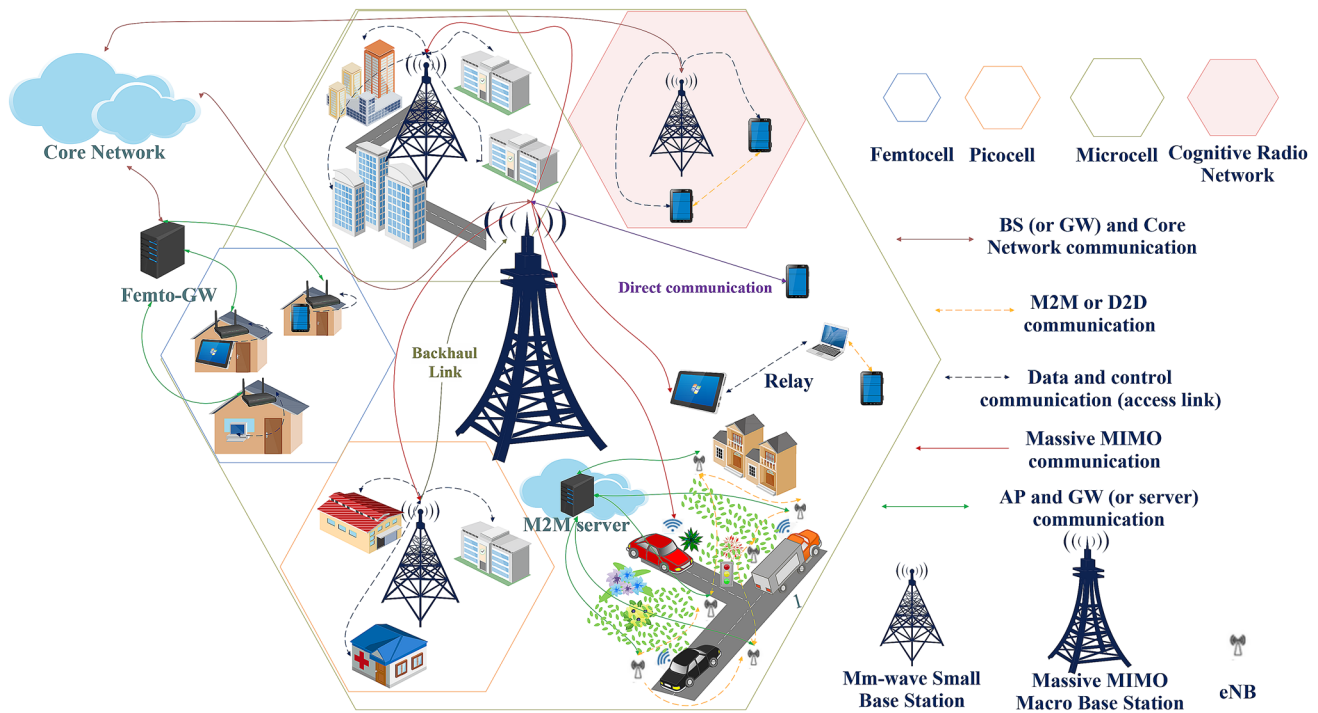 Core Network
Femto-GW
Backhaul
Link
Direct communication
Relay
M2M server
1
Femtocell
Picocell
Microcell
Cognitive Radio
Network
BS (or GW) and Core
Network communication
M2M or D2D
communication
Data and control
communication (access link)
Massive MIMO
communication
AP and GW (or server)
communication
Mm-wave Small
Base Station
Massive MIMO
Macro Base Station
eNB